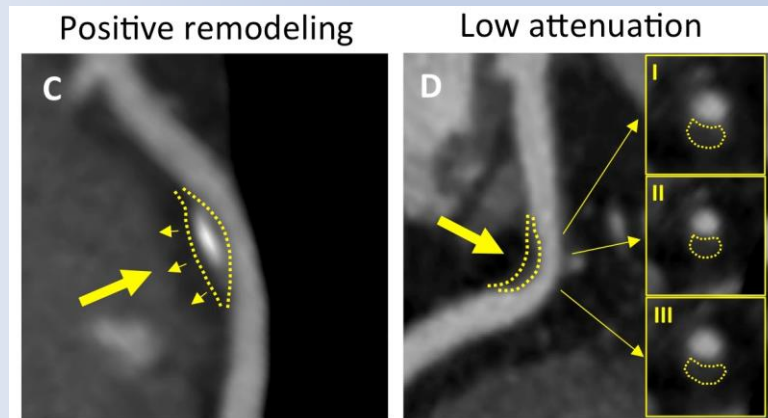 Positive remodeling
Low attenuation
C
D
I
II
III